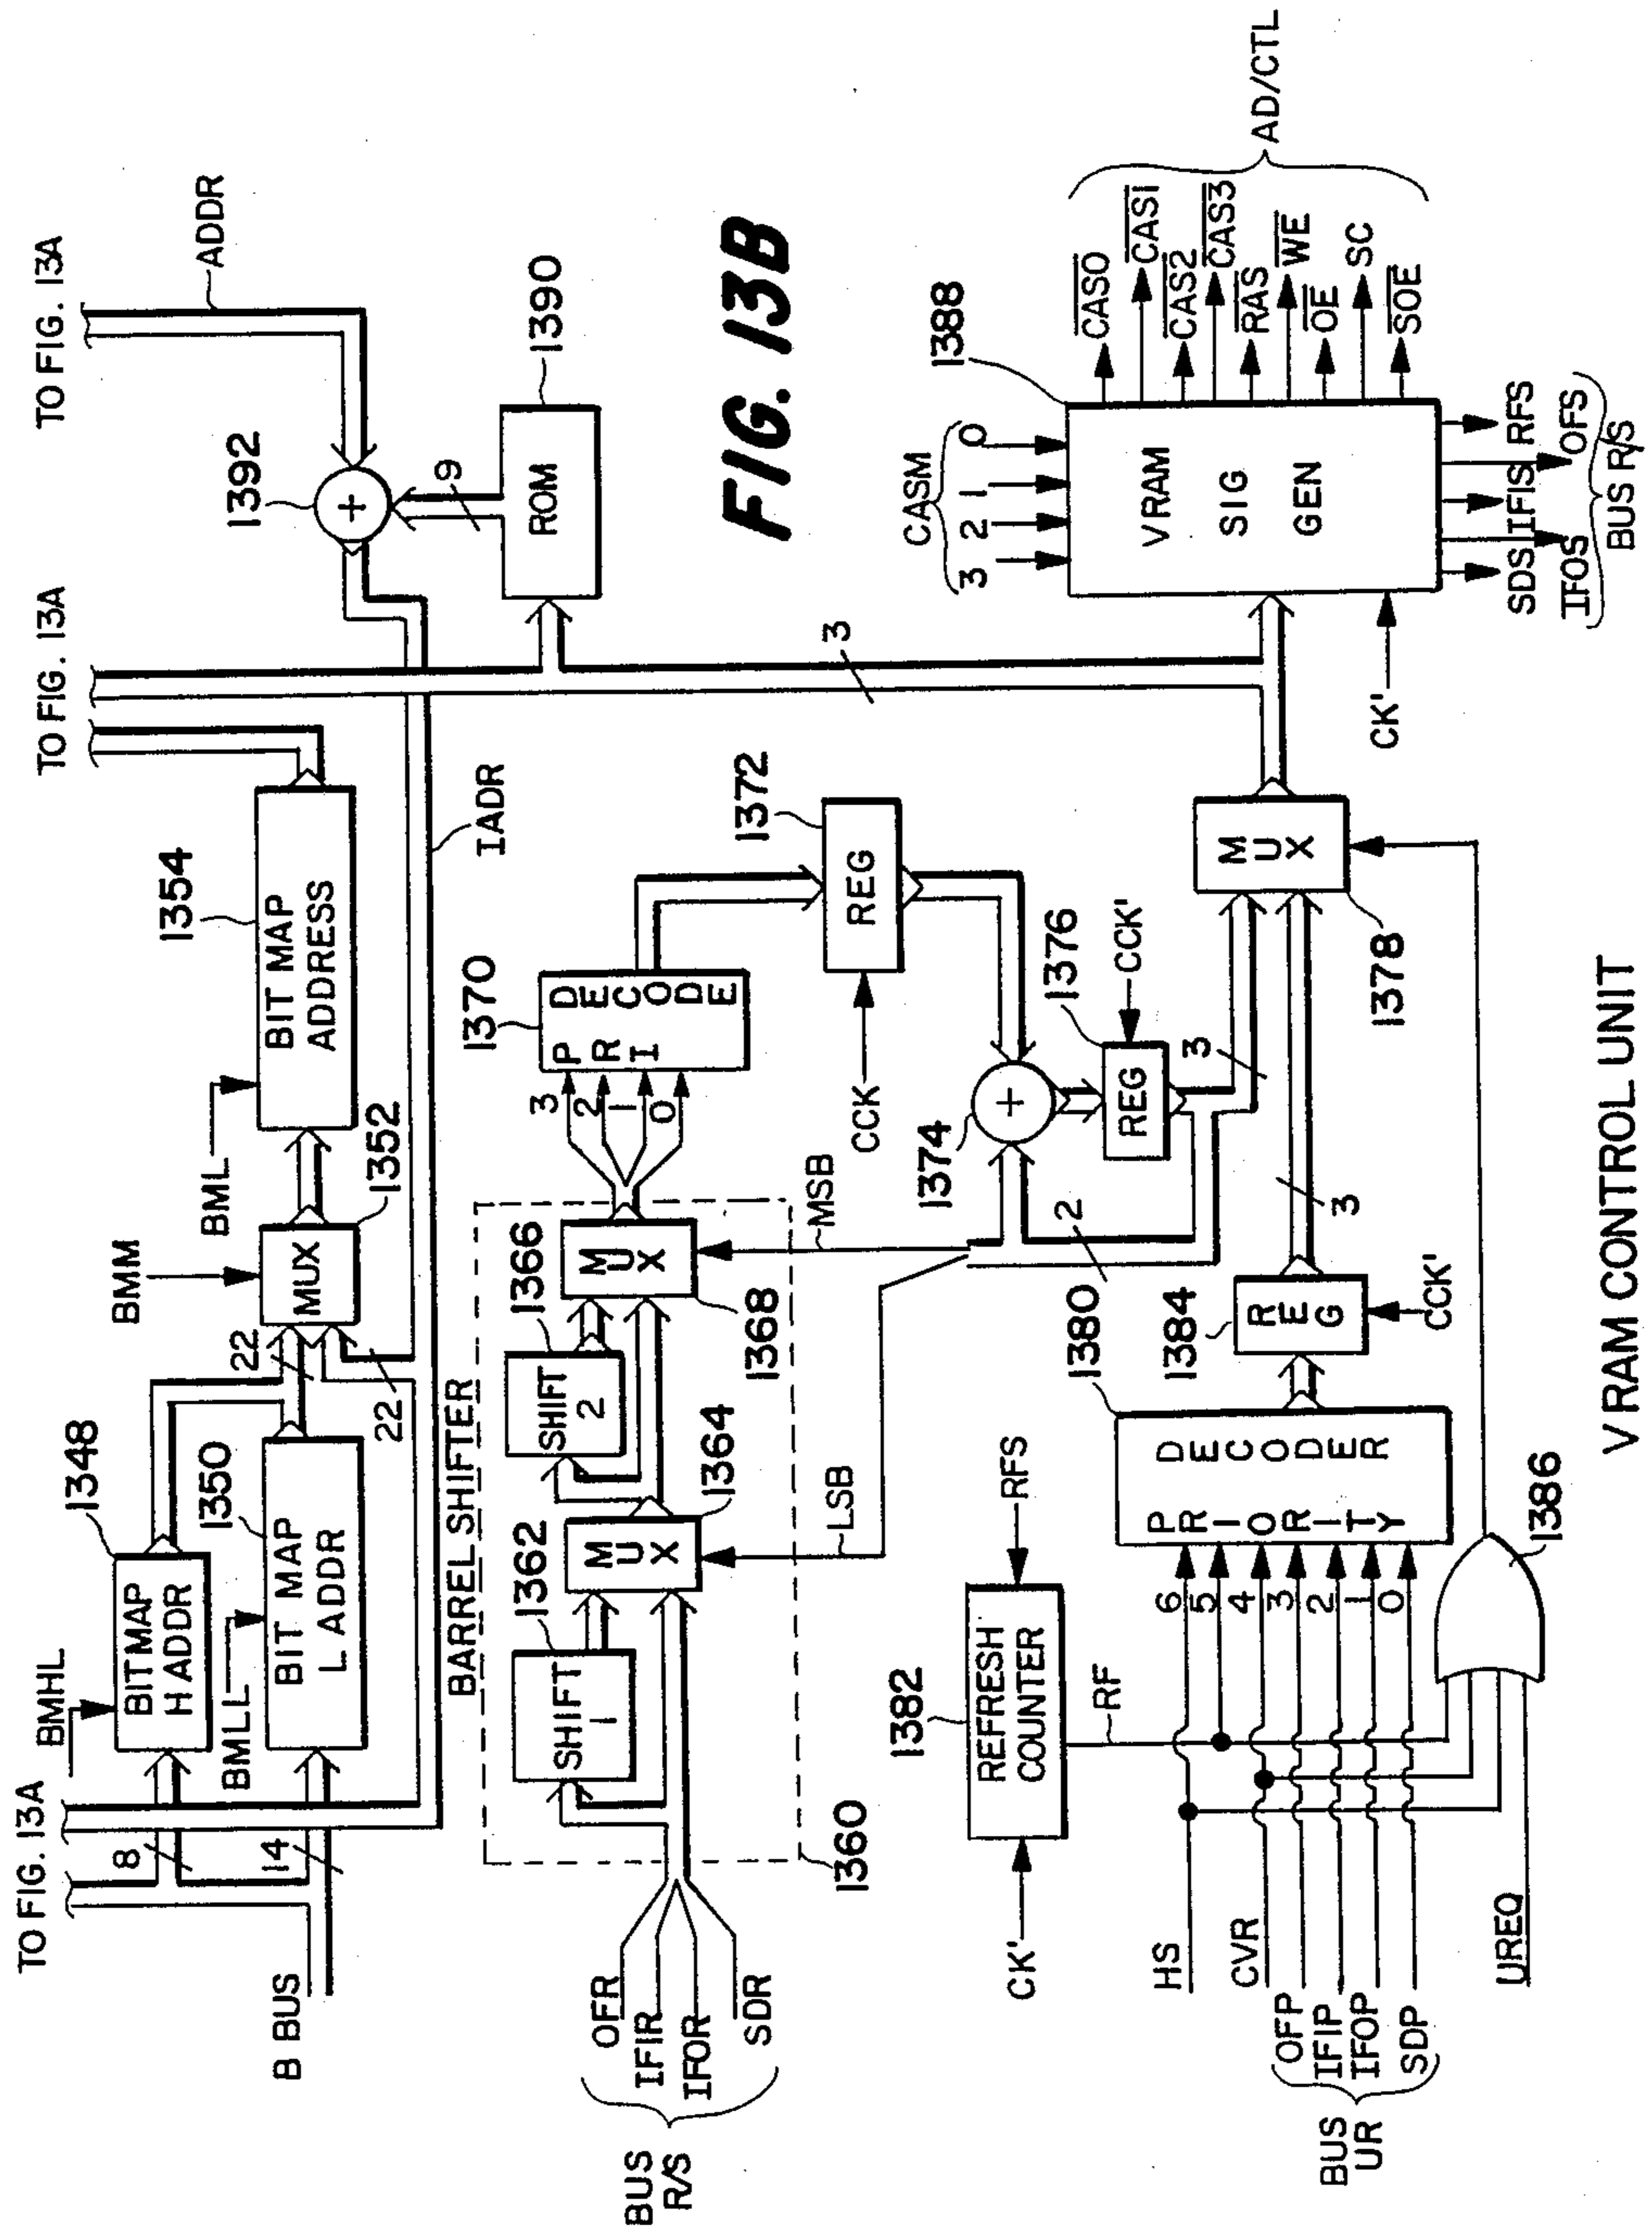 TO FIG. 13A
TO FIG. 13A
TO FIG. 13A
8
14
B BUS
BMHL
BITMAP
H ADDR
1348
BMLL
BIT MAP
L ADDR
1350
22
22
BMM
MUX
1352
BML
BIT MAP
ADDRESS
1354
IADR
1392
+
ADDR
9
ROM
1390
FIG. 13B
BARREL SHIFTER
OFR
IFIR
IFOR
SDR
BUS
R/S
1360
SHIFT
1
1362
MUX
1364
SHIFT
2
1366
MUX
1368
LSB
MSB
3
2
1
0
PRI
DECODE
1370
REG
1372
CCK
1374
+
REG
1376
CCK'
2
3
3
CK'
REFRESH
COUNTER
1382
RFS
RF
HS
CVR
OFP
IFIP
IFOP
SDP
BUS
UR
UREQ
6
5
4
3
2
1
0
PRIORITY
DECODER
1380
REG
1384
CCK'
1386
MUX
1378
3
CASM
3
2
1
0
VRAM
SIG
GEN
1388
CK'
CAS0
CAS1
CAS2
CAS3
RAS
WE
OE
SC
SOE
AD/CTL
SDS
IFOS
IFIS
OFS
RFS
BUS R/S
VRAM CONTROL UNIT